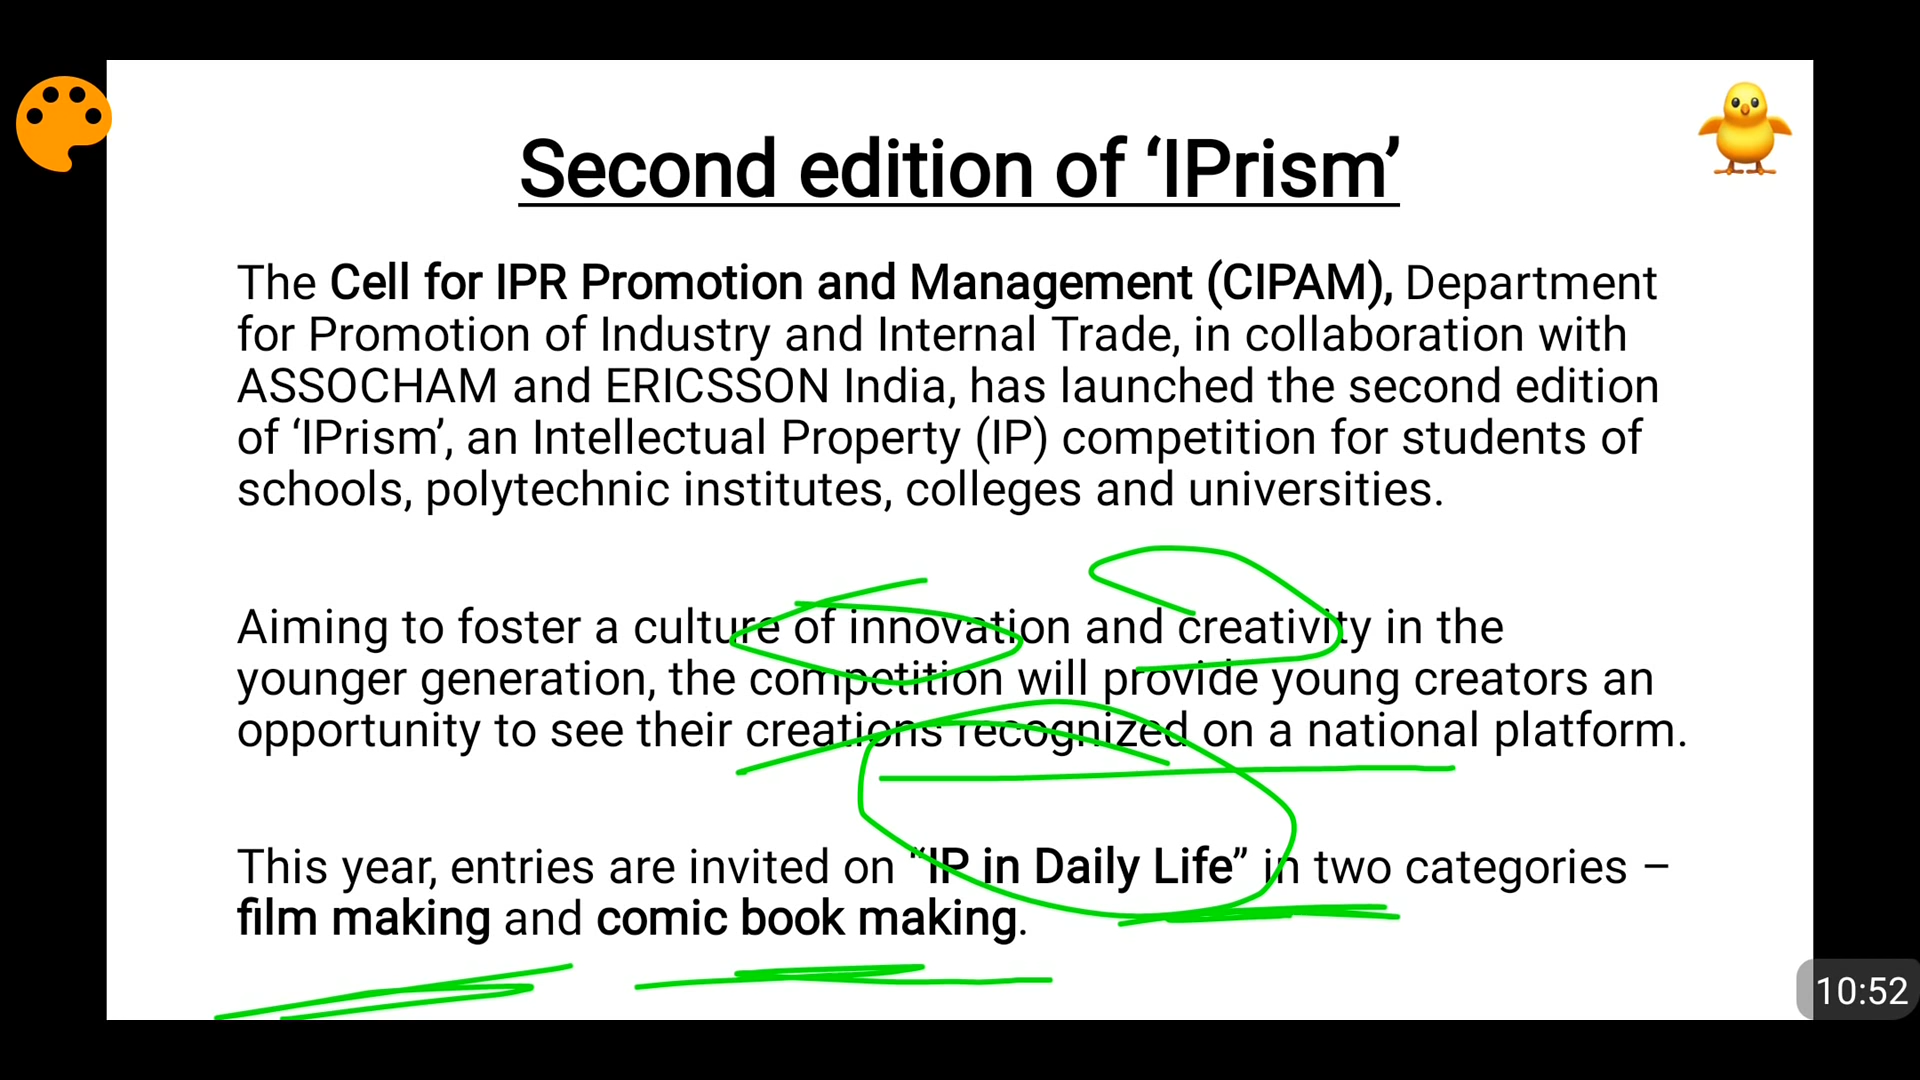 Second edition of ‘IPrism’
The Cell for IPR Promotion and Management (CIPAM), Department
for Promotion of Industry and Internal Trade, in collaboration with
ASSOCHAM and ERICSSON India, has launched the second edition
of ‘IPrism’, an Intellectual Property (IP) competition for students of
schools, polytechnic institutes, colleges and universities.
Aiming to foster a culture of innovation and creativity in the
younger generation, the competition will provide young creators an
opportunity to see their creations recognized on a national platform.
This year, entries are invited on “IP in Daily Life” in two categories –
film making and comic book making.
10:52